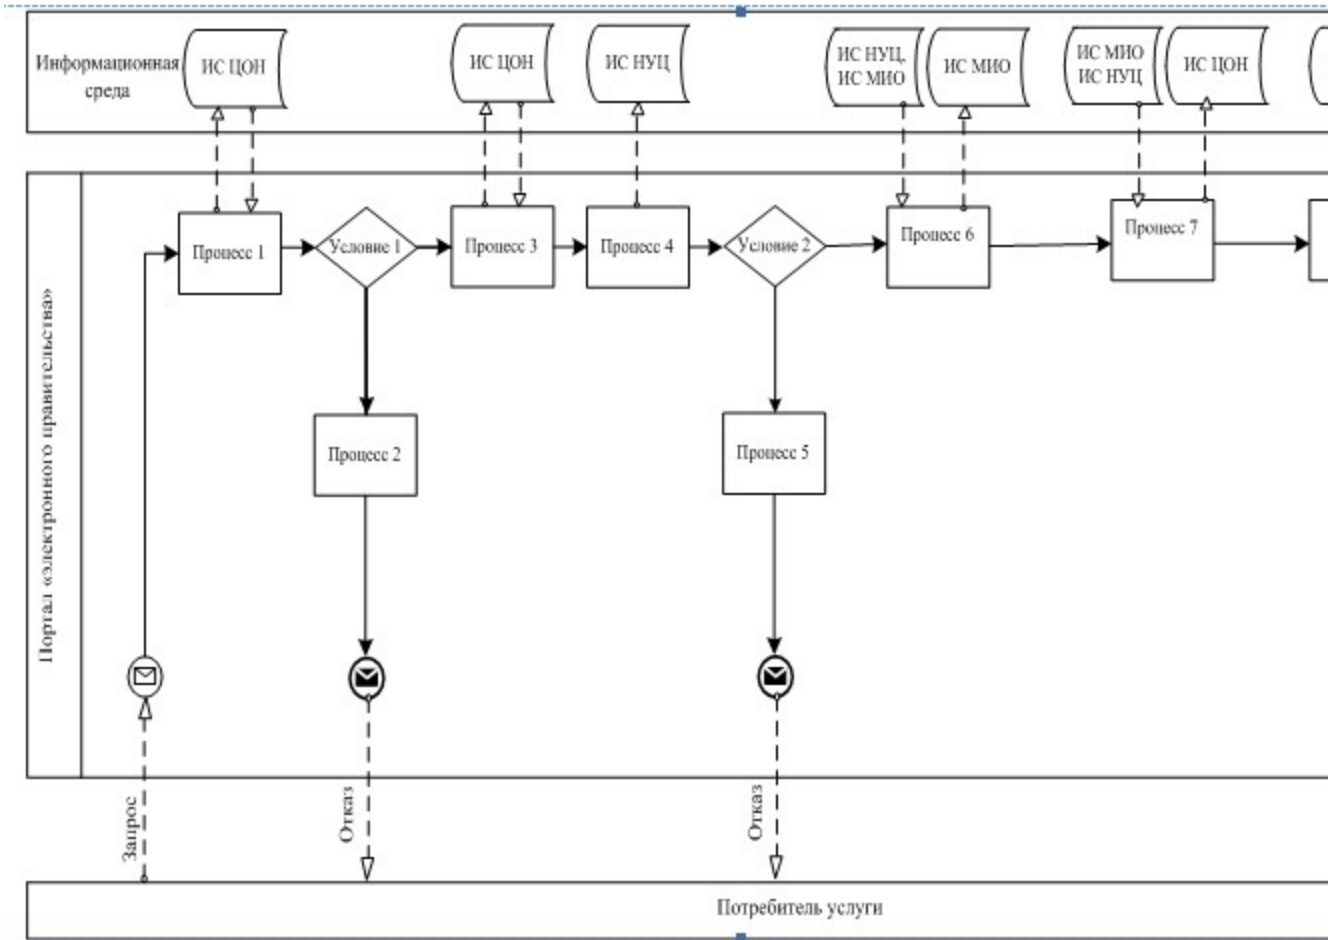 Информационная
среда
ИС ЦОН
ИС ЦОН
ИС НУЦ
ИС НУЦ,
ИС МИО
ИС МИО
ИС МИО
ИС НУЦ
ИС ЦОН
Портал «электронного правительства»
Процесс 1
Условие 1
Процесс 3
Процесс 4
Условие 2
Процесс 6
Процесс 7
Процесс 2
Процесс 5
Запрос
Отказ
Отказ
Потребитель услуги